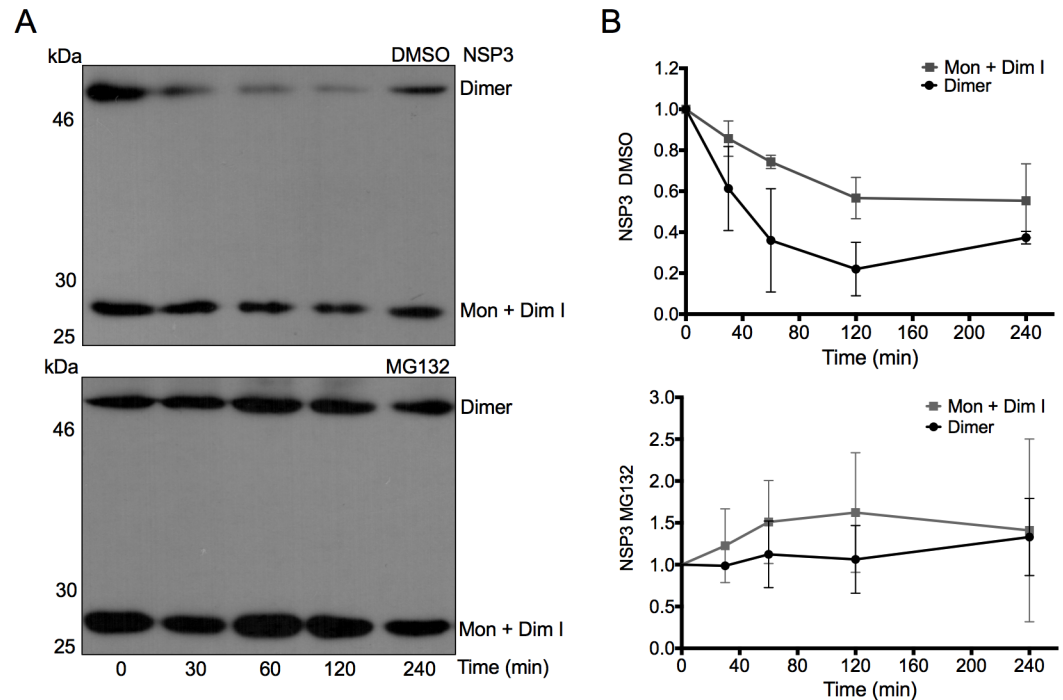 A
kDa DMSO NSP3
Dimer
46
30
Mon + Dim I
25
kDa MG132
Dimer
46
30
Mon + Dim I
25
0 30 60 120 240 Time (min)
B
Mon + Dim I
Dimer
NSP3 DMSO
1.2
1.0
0.8
0.6
0.4
0.2
0.0
0 40 80 120 160 200 240
Time (min)
Mon + Dim I
Dimer
NSP3 MG132
3.0
2.5
2.0
1.5
1.0
0.5
0.0
0 40 80 120 160 200 240
Time (min)